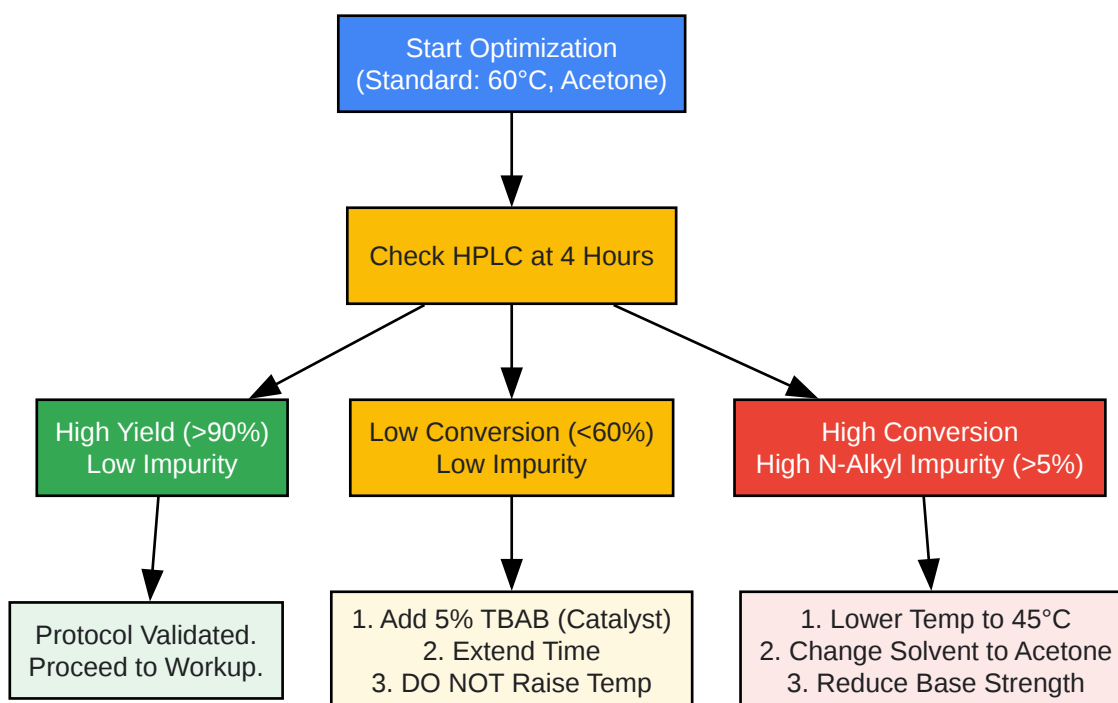 Start Optimization
(Standard: 60°C, Acetone)
Check HPLC at 4 Hours
High Yield (>90%)
Low Impurity
Low Conversion (<60%)
Low Impurity
High Conversion
High N-Alkyl Impurity (>5%)
Protocol Validated.
Proceed to Workup.
1. Add 5% TBAB (Catalyst)
2. Extend Time
3. DO NOT Raise Temp
1. Lower Temp to 45°C
2. Change Solvent to Acetone
3. Reduce Base Strength